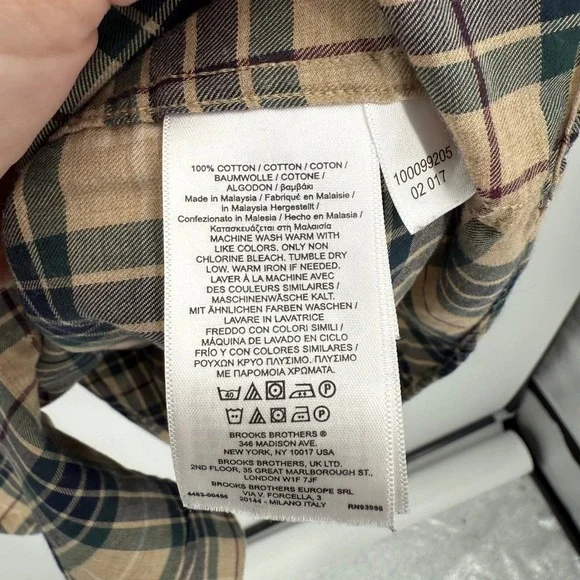 100% COTTON / COTTON / COTON /
BAUMWOLLE / COTONE /
ALGODON / βαμβάκι
Made in Malaysia / Fabriqué en Malaisie /
in Malaysia Hergestellt /
Confezionato in Malesia / Hecho en Malasia /
Κατασκευάζεται στη Μαλαισία
MACHINE WASH WARM WITH
LIKE COLORS. ONLY NON
CHLORINE BLEACH. TUMBLE DRY
LOW, WARM IRON IF NEEDED.
LAVER À LA MACHINE AVEC
DES COULEURS SIMILAIRES /
MASCHINENWÄSCHE KALT.
MIT ÄHNLICHEN FARBEN WASCHEN /
LAVARE IN LAVATRICE
FREDDO CON COLORI SIMILI /
MÁQUINA DE LAVADO EN CICLO
FRÍO Y CON COLORES SIMILARES /
ΡΟΥΧΩΝ ΚΡΥΟ ΠΛΥΣΙΜΟ. ΠΛΥΣΙΜΟ
ΜΕ ΠΑΡΟΜΟΙΑ ΧΡΩΜΑΤΑ.
40 P
P
BROOKS BROTHERS ®
346 MADISON AVE.
NEW YORK, NY 10017 USA
BROOKS BROTHERS, UK LTD.
2ND FLOOR, 35 GREAT MARLBOROUGH ST.,
LONDON W1F 7JF
BROOKS BROTHERS EUROPE SRL
VIA V. FORCELLA, 3
20144 - MILANO ITALY
100099205
02 017